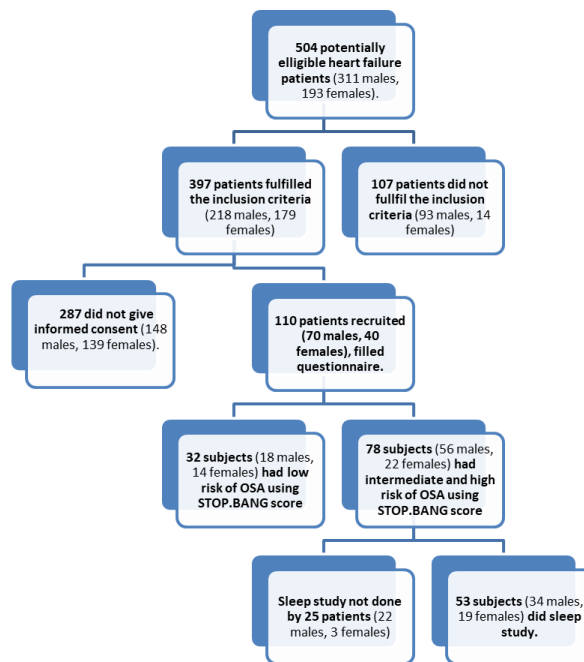 504 potentially
elligible heart failure
patients (311 males,
193 females).
397 patients fulfilled
the inclusion criteria
(218 males, 179
females)
107 patients did not
fullfil the inclusion
criteria (93 males, 14
females)
287 did not give
informed consent (148
males, 139 females).
110 patients recruited
(70 males, 40
females), filled
questionnaire.
32 subjects (18 males,
14 females) had low
risk of OSA using
STOP.BANG score
78 subjects (56 males,
22 females) had
intermediate and high
risk of OSA using
STOP.BANG score
Sleep study not done
by 25 patients (22
males, 3 females)
53 subjects (34 males,
19 females) did sleep
study.